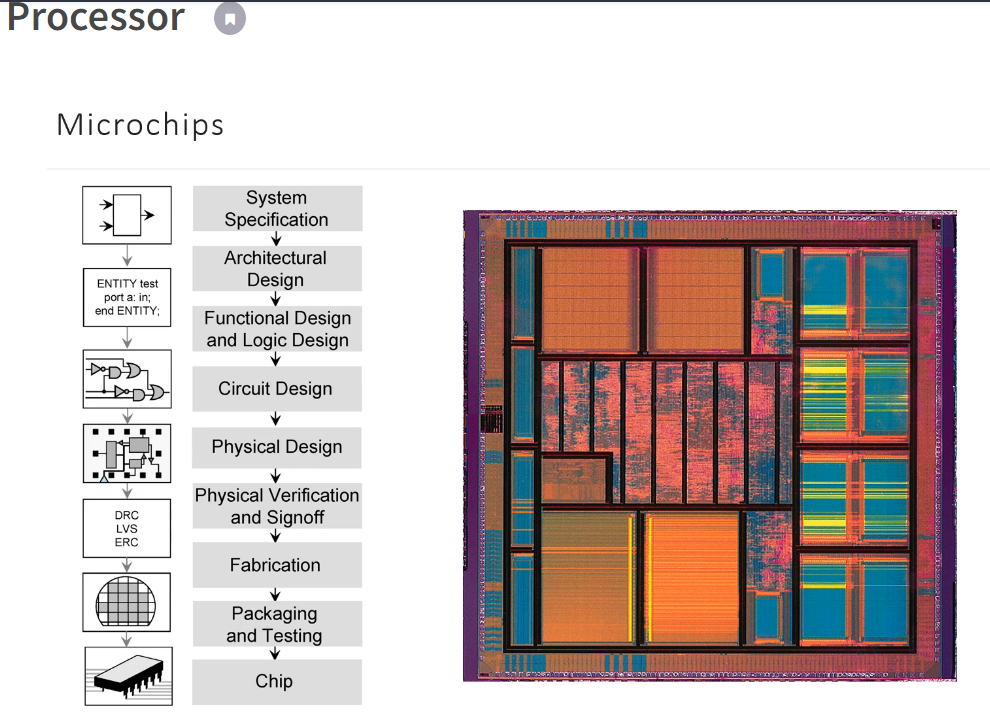 Processor
Microchips
ENTITY test
port a: in;
end ENTITY;
DRC
LVS
ERC
System
Specification
Architectural
Design
Functional Design
and Logic Design
Circuit Design
Physical Design
Physical Verification
and Signoff
Fabrication
Packaging
and Testing
Chip